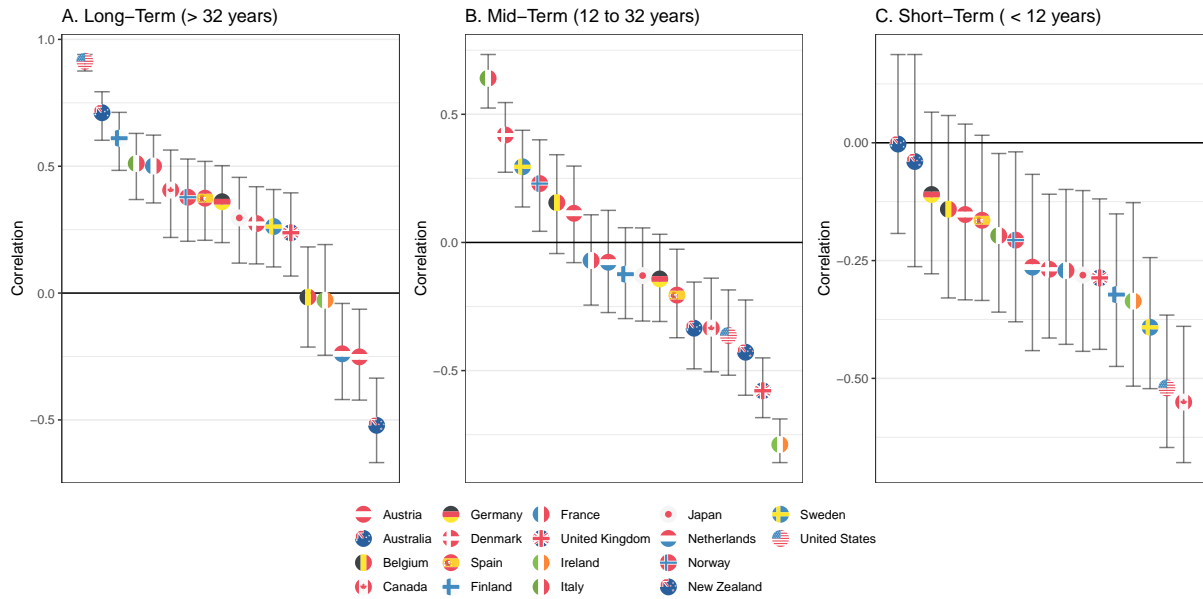 A. Long−Term (> 32 years)
1.0
0.5
0.0
−0.5
Correlation
B. Mid−Term (12 to 32 years)
0.5
0.0
−0.5
Correlation
C. Short−Term ( < 12 years)
0.00
−0.25
−0.50
Correlation
Austria
Germany
France
Japan
Sweden
Australia
Denmark
United Kingdom
Netherlands
United States
Belgium
Spain
Ireland
Norway
Canada
Finland
Italy
New Zealand